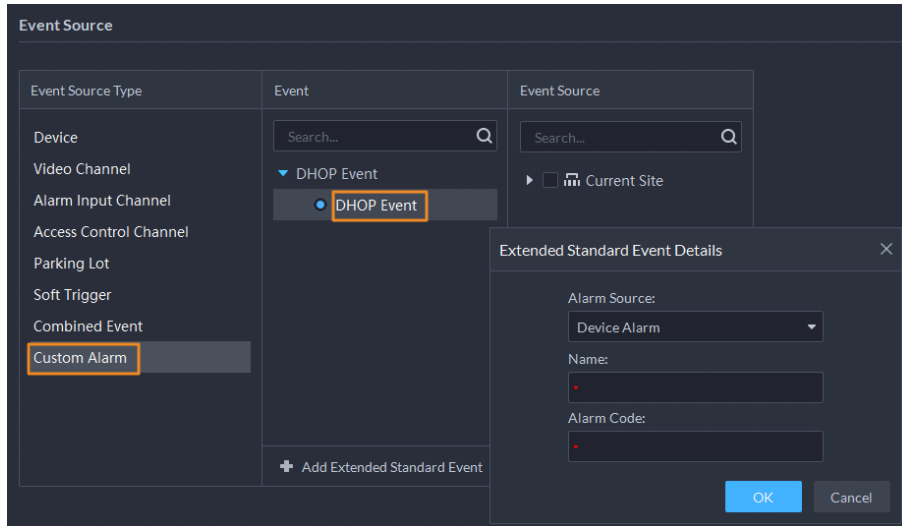 Event Source
Event Source Type
Event
Event Source
Device
Video Channel
Alarm Input Channel
Access Control Channel
Parking Lot
Soft Trigger
Combined Event
Custom Alarm
Search...
DHOP Event
DHOP Event
Add Extended Standard Event
Search...
Current Site
Extended Standard Event Details
Alarm Source:
Device Alarm
Name:
*
Alarm Code:
*
OK
Cancel